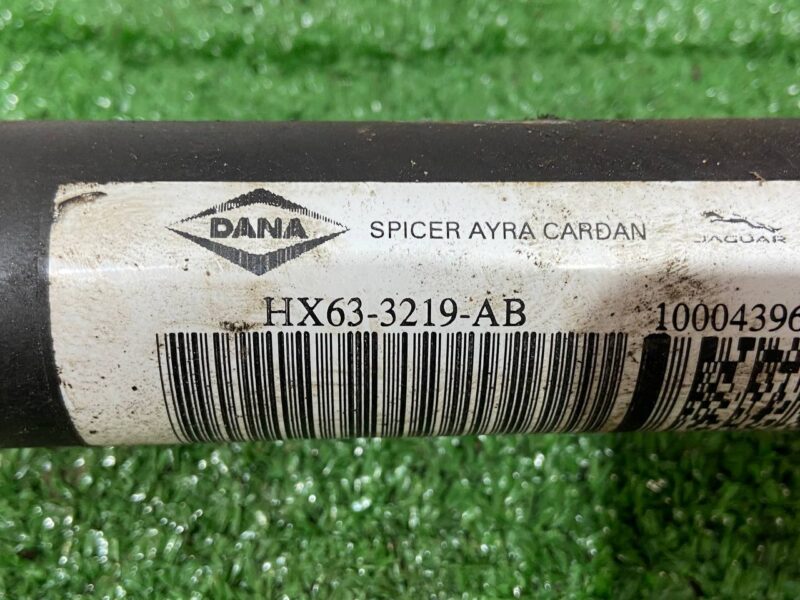 DANA SPICER AYRA CARDAN JAGUAR
HX63-3219-AB 10004396